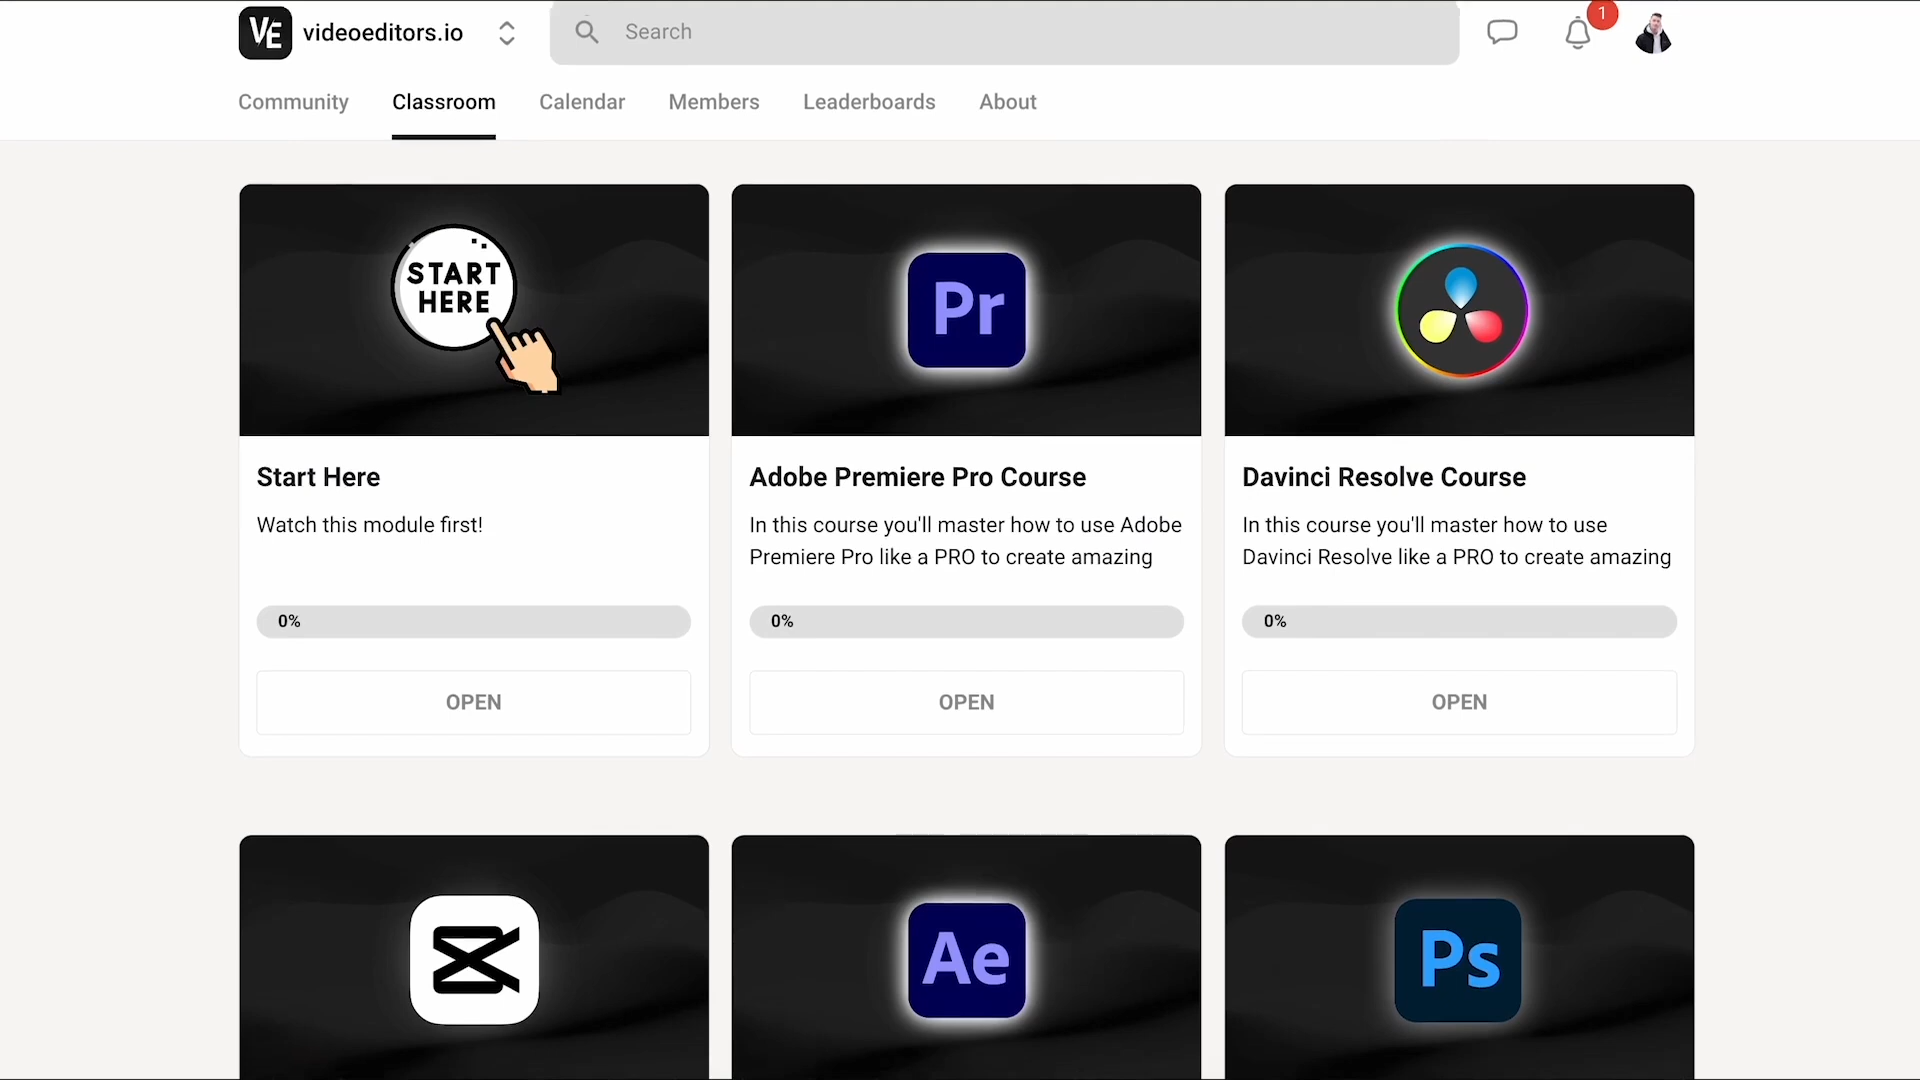 VE videoeditors.io
Search
1
Community Classroom Calendar Members Leaderboards About
START
HERE
Pr
Start Here
Watch this module first!
0%
OPEN
Adobe Premiere Pro Course
In this course you'll master how to use Adobe
Premiere Pro like a PRO to create amazing
0%
OPEN
Davinci Resolve Course
In this course you'll master how to use
Davinci Resolve like a PRO to create amazing
0%
OPEN
Ae
Ps